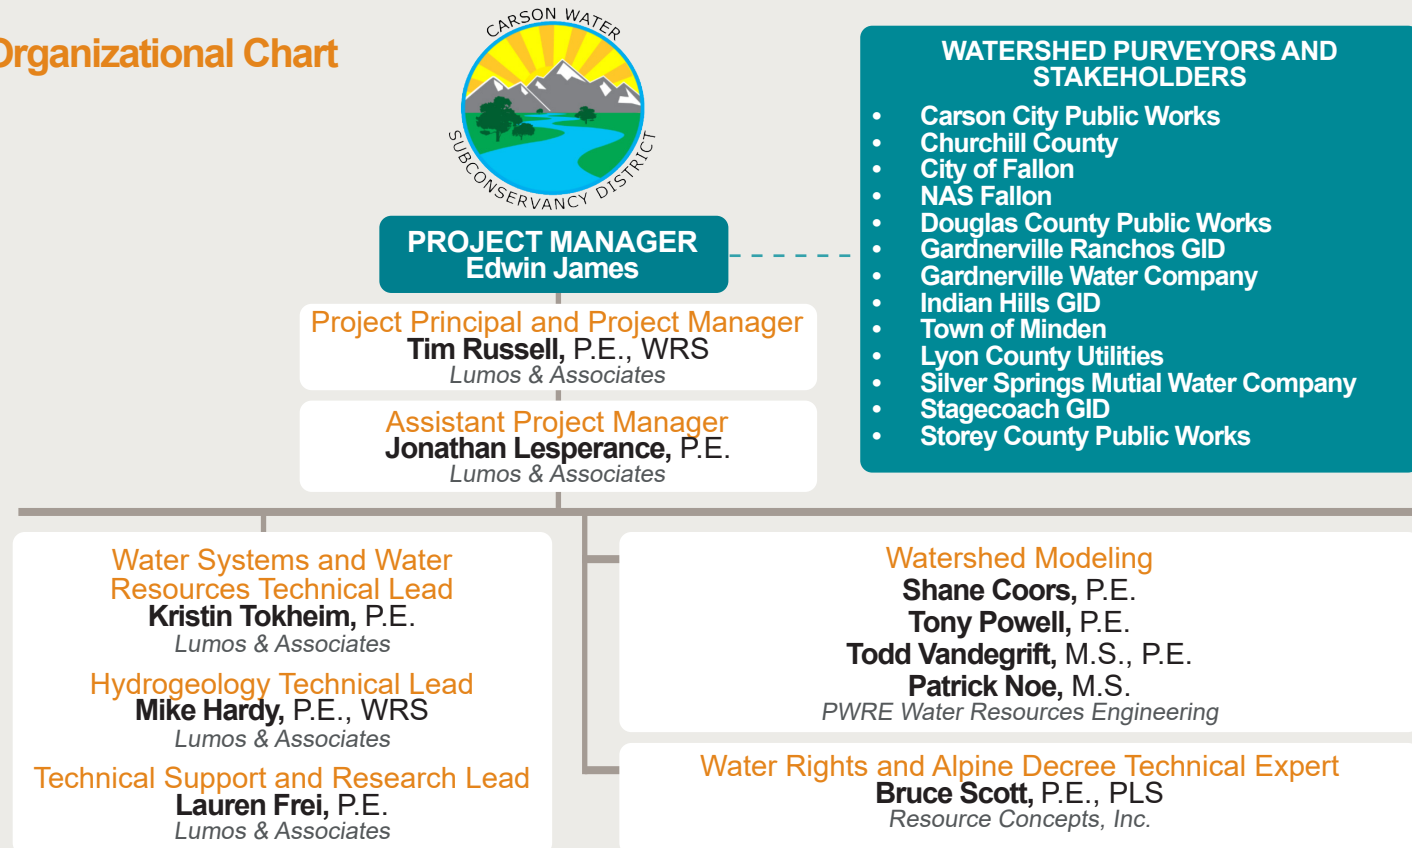 Organizational Chart
CARSON WATER
SUBCONSERVANCY DISTRICT
PROJECT MANAGER
Edwin James
WATERSHED PURVEYORS AND
STAKEHOLDERS
• Carson City Public Works
• Churchill County
• City of Fallon
• NAS Fallon
• Douglas County Public Works
• Gardnerville Ranchos GID
• Gardnerville Water Company
• Indian Hills GID
• Town of Minden
• Lyon County Utilities
• Silver Springs Mutial Water Company
• Stagecoach GID
• Storey County Public Works
Project Principal and Project Manager
Tim Russell, P.E., WRS
Lumos & Associates
Assistant Project Manager
Jonathan Lesperance, P.E.
Lumos & Associates
Water Systems and Water
Resources Technical Lead
Kristin Tokheim, P.E.
Lumos & Associates
Hydrogeology Technical Lead
Mike Hardy, P.E., WRS
Lumos & Associates
Technical Support and Research Lead
Lauren Frei, P.E.
Lumos & Associates
Watershed Modeling
Shane Coors, P.E.
Tony Powell, P.E.
Todd Vandegrift, M.S., P.E.
Patrick Noe, M.S.
PWRE Water Resources Engineering
Water Rights and Alpine Decree Technical Expert
Bruce Scott, P.E., PLS
Resource Concepts, Inc.